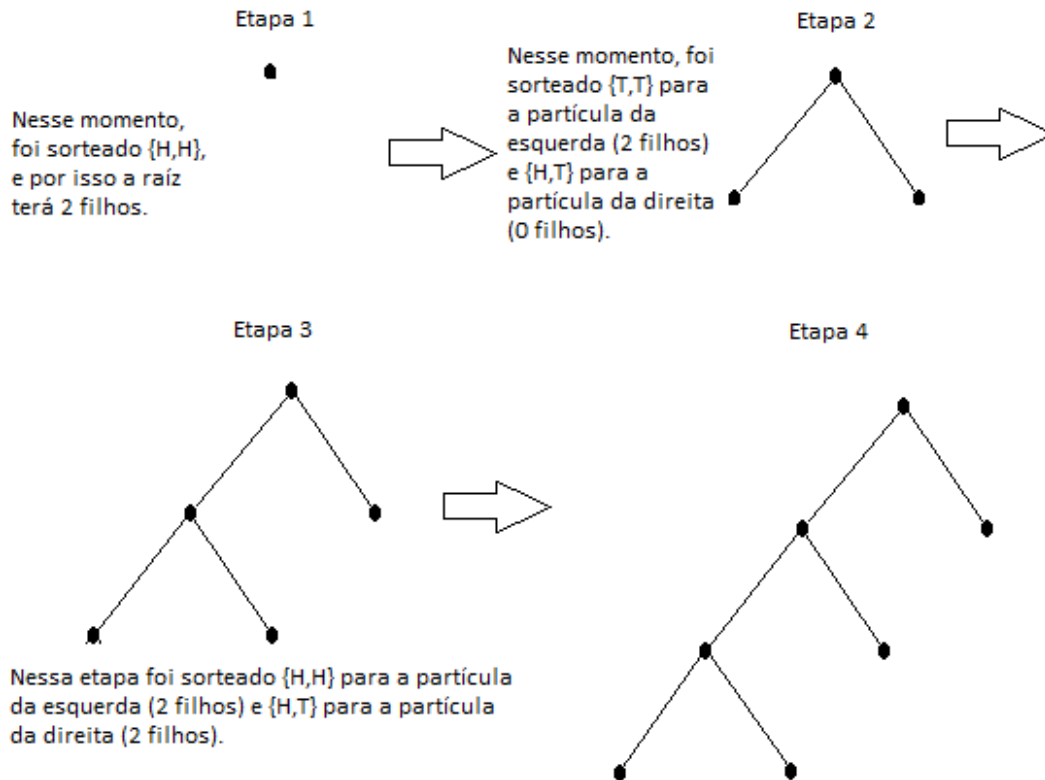 Etapa 1
Nesse momento,
foi sorteado {H,H},
e por isso a raíz
terá 2 filhos.
Etapa 2
Nesse momento, foi
sorteado {T,T} para
a partícula da
esquerda (2 filhos)
e {H,T} para a
partícula da direita
(0 filhos).
Etapa 3
Nessa etapa foi sorteado {H,H} para a partícula
da esquerda (2 filhos) e {H,T} para a partícula
da direita (2 filhos).
Etapa 4